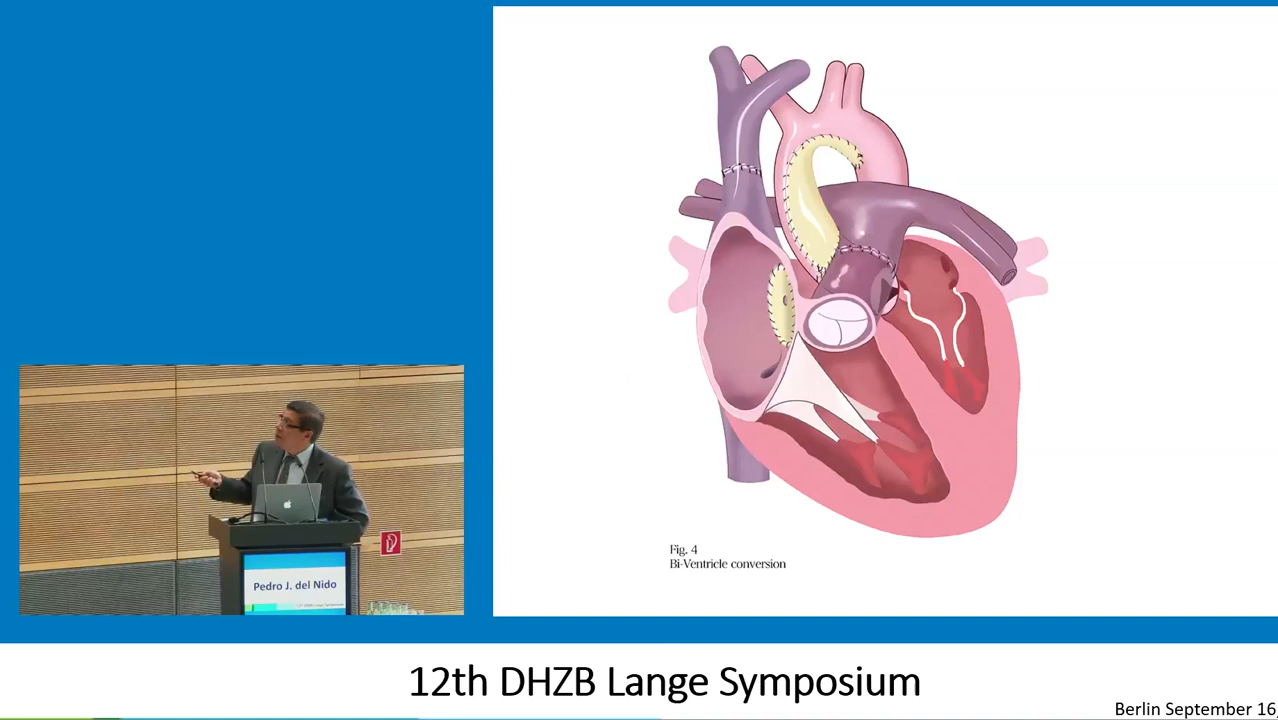 Fig. 4
Bi-Ventricle conversion
Pedro J. del Nido
12th DHZB Lange Symposium
Berlin September 16,